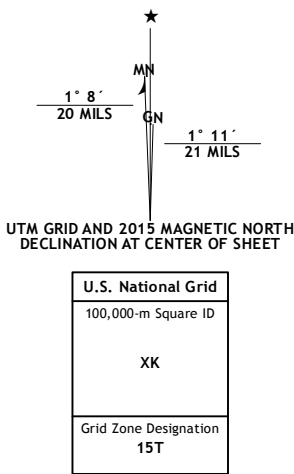 MN
1° 8´
20 MILS
GN
1° 11´
21 MILS
UTM GRID AND 2015 MAGNETIC NORTH
DECLINATION AT CENTER OF SHEET
U.S. National Grid
100,000-m Square ID
XK
Grid Zone Designation
15T